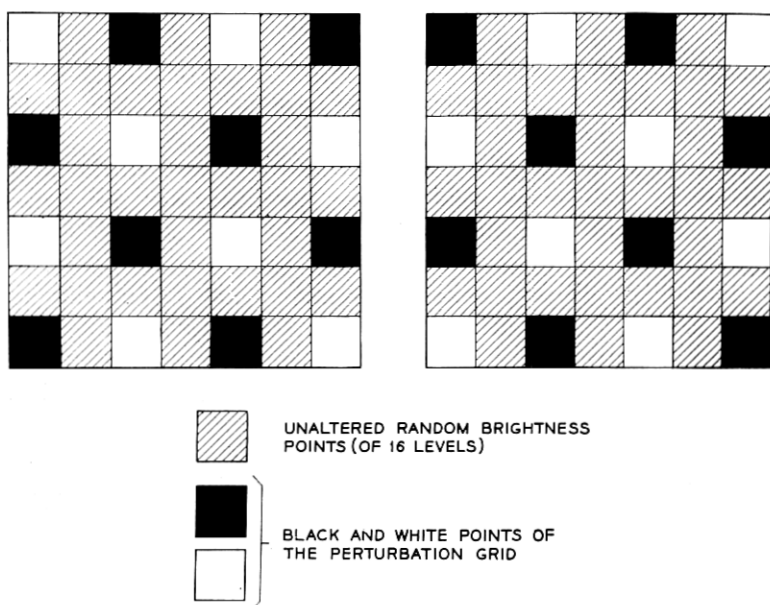 UNALTERED RANDOM BRIGHTNESS
POINTS (OF 16 LEVELS)
BLACK AND WHITE POINTS OF
THE PERTURBATION GRID